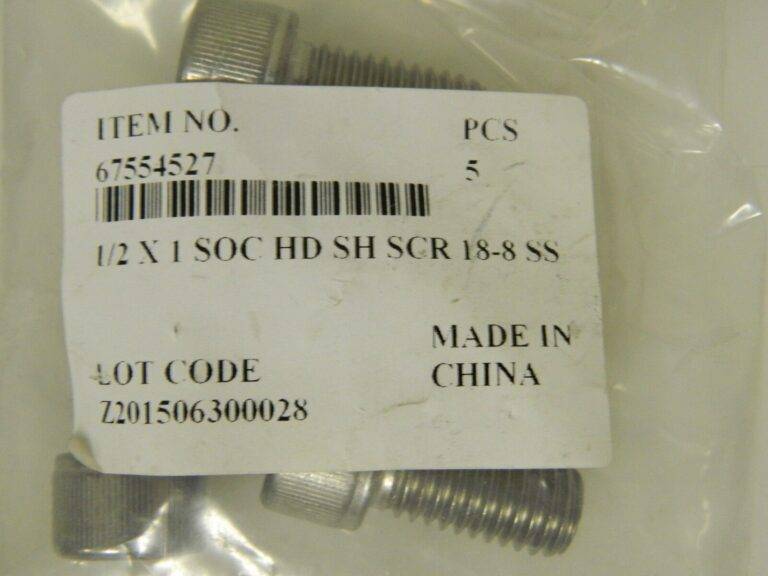 ITEM NO. PCS
67554527 5
1/2 X 1 SOC HD SH SCR 18-8 SS
MADE IN
LOT CODE CHINA
Z201506300028